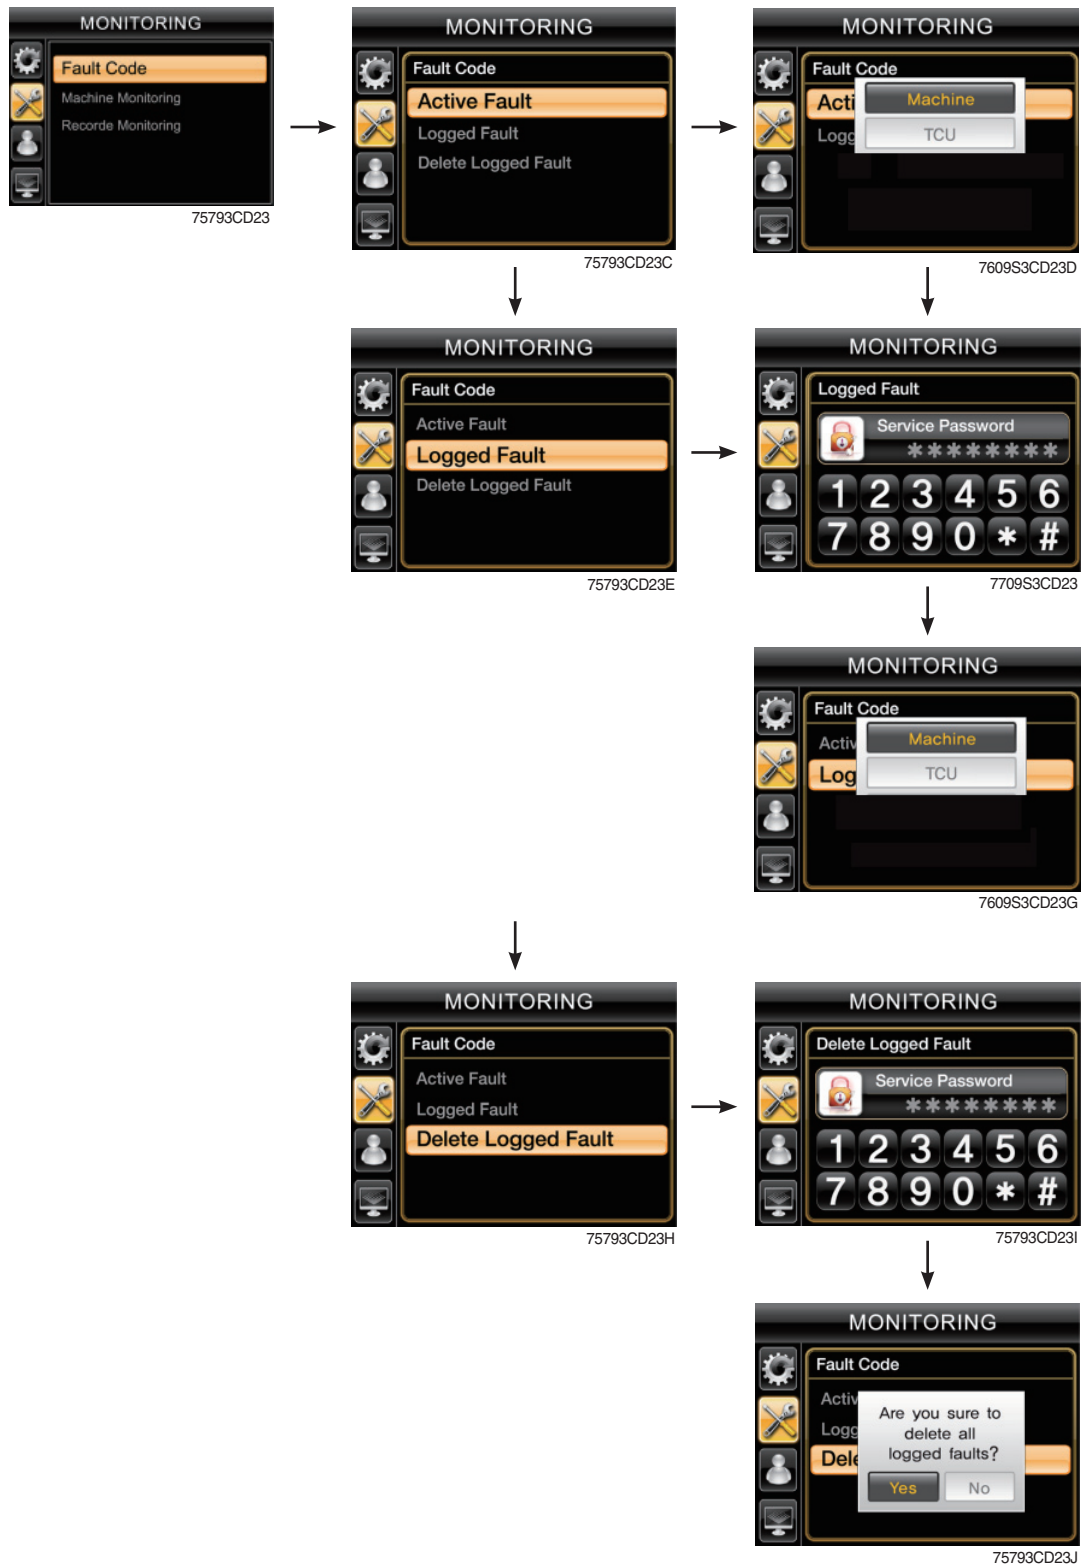 MONITORING
Fault Code
Machine Monitoring
Recorde Monitoring
75793CD23
MONITORING
Fault Code
Active Fault
Logged Fault
Delete Logged Fault
75793CD23C
MONITORING
Fault Code
Acti
Machine
Logg
TCU
7609S3CD23D
MONITORING
Fault Code
Active Fault
Logged Fault
Delete Logged Fault
75793CD23E
MONITORING
Logged Fault
Service Password
********
1 2 3 4 5 6
7 8 9 0 * #
7709S3CD23
MONITORING
Fault Code
Activ
Machine
Log
TCU
7609S3CD23G
MONITORING
Fault Code
Active Fault
Logged Fault
Delete Logged Fault
75793CD23H
MONITORING
Delete Logged Fault
Service Password
********
1 2 3 4 5 6
7 8 9 0 * #
75793CD23I
MONITORING
Fault Code
Activ
Logg
Dele
Are you sure to
delete all
logged faults?
Yes No
75793CD23J